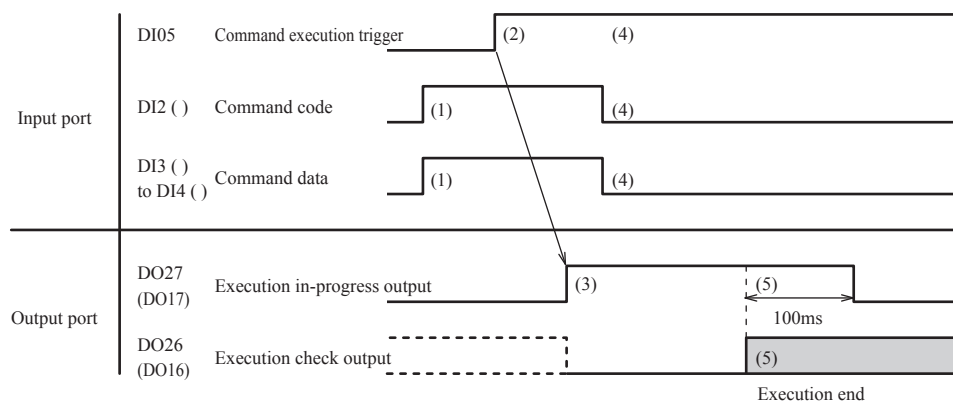 DI05 Command execution trigger (2) (4)
Input port
DI2 ( ) Command code (1) (4)
DI3 ( )
to DI4 ( ) Command data (1) (4)
DO27
(DO17) Execution in-progress output (3) (5)
100ms
Output port
DO26
(DO16) Execution check output (5)
Execution end